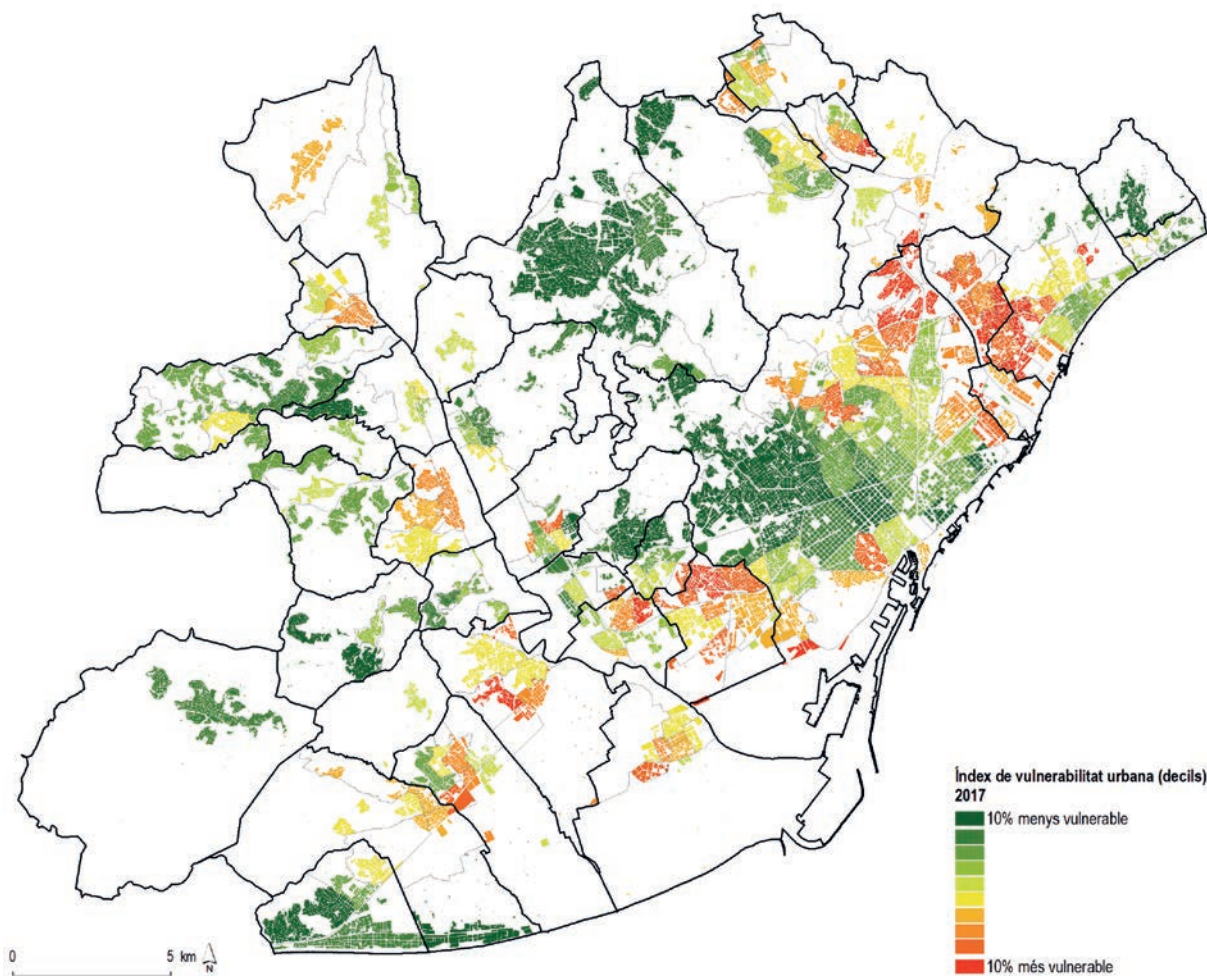 Índex de vulnerabilitat urbana (decils)
2017
10% menys vulnerable
10% més vulnerable
0 5 km
N